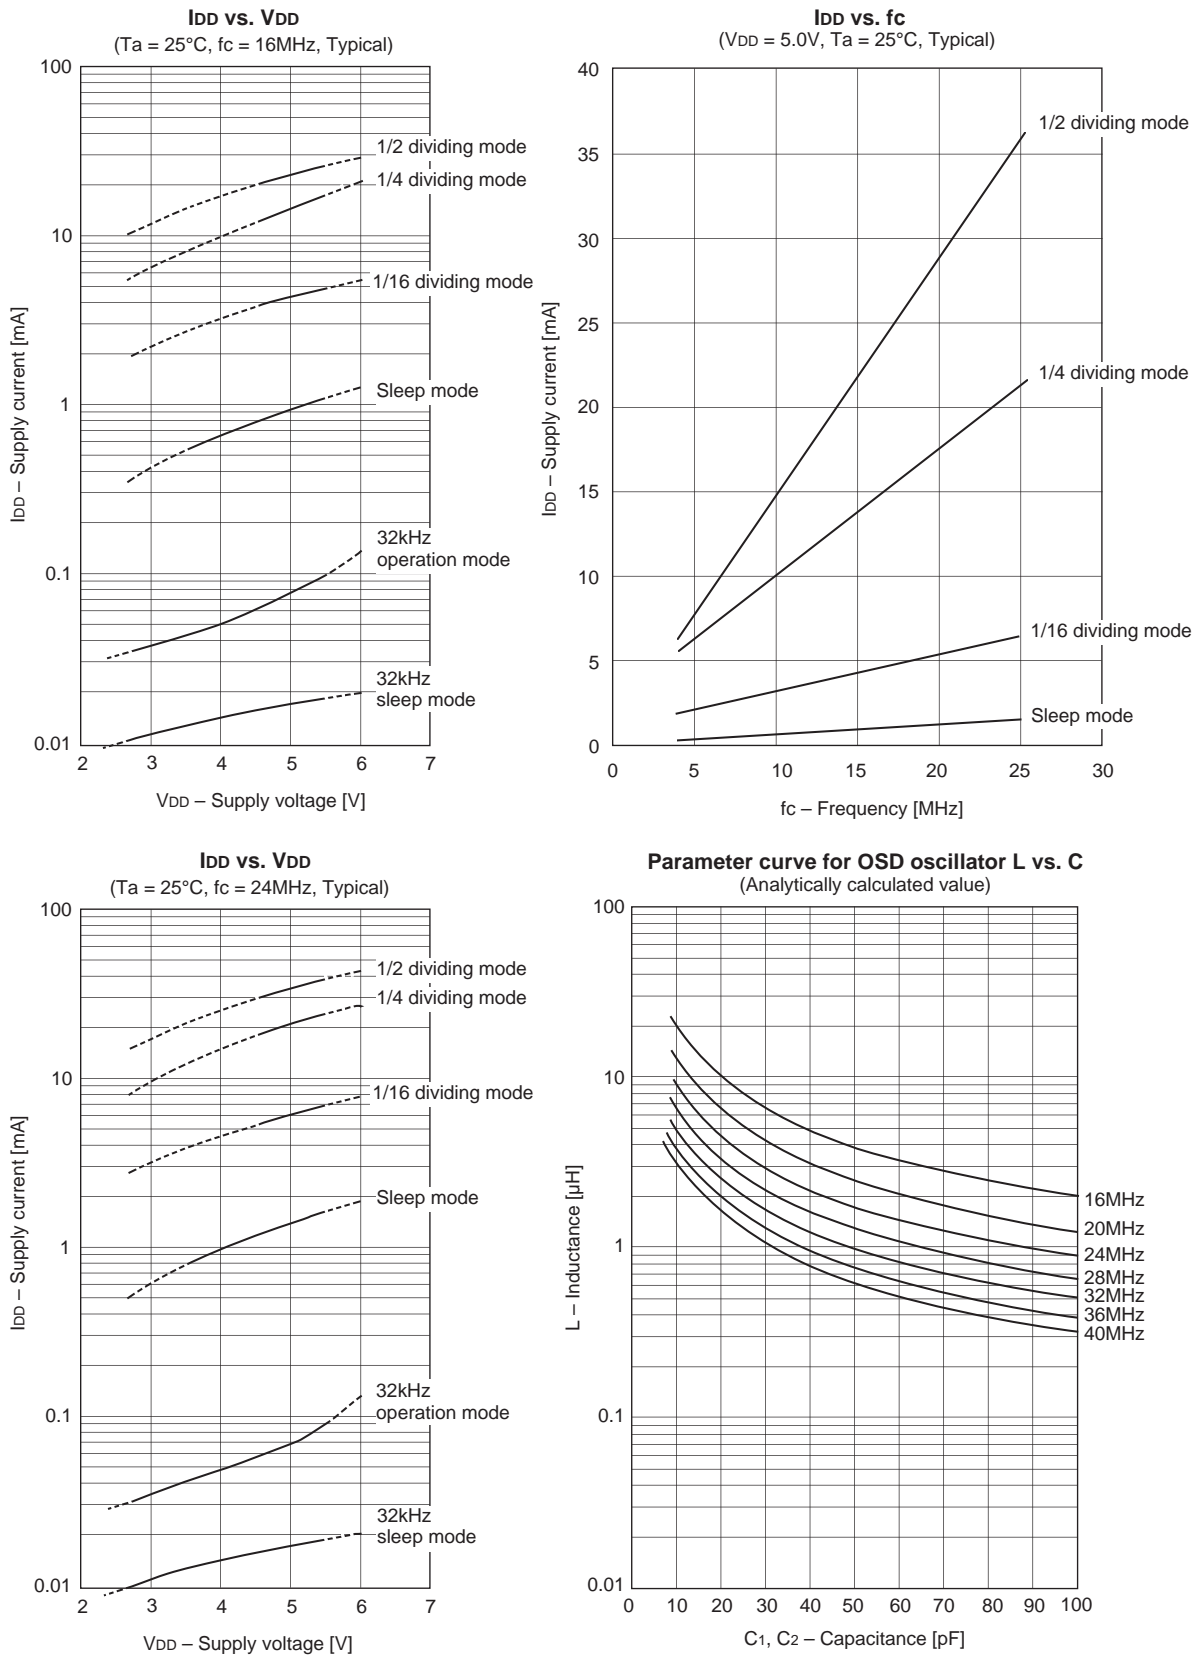 IDD vs. VDD
(Ta = 25°C, fc = 16MHz, Typical)
100
10
1
0.1
0.01
IDD – Supply current [mA]
1/2 dividing mode
1/4 dividing mode
1/16 dividing mode
Sleep mode
32kHz
operation mode
32kHz
sleep mode
2 3 4 5 6 7
VDD – Supply voltage [V]
IDD vs. fc
(VDD = 5.0V, Ta = 25°C, Typical)
40
35
30
25
20
15
10
5
0
IDD – Supply current [mA]
1/2 dividing mode
1/4 dividing mode
1/16 dividing mode
Sleep mode
0 5 10 15 20 25 30
fc – Frequency [MHz]
IDD vs. VDD
(Ta = 25°C, fc = 24MHz, Typical)
100
10
1
0.1
0.01
IDD – Supply current [mA]
1/2 dividing mode
1/4 dividing mode
1/16 dividing mode
Sleep mode
32kHz
operation mode
32kHz
sleep mode
2 3 4 5 6 7
VDD – Supply voltage [V]
Parameter curve for OSD oscillator L vs. C
(Analytically calculated value)
100
10
1
0.1
0.01
L – Inductance [µH]
16MHz
20MHz
24MHz
28MHz
32MHz
36MHz
40MHz
0 10 20 30 40 50 60 70 80 90 100
C1, C2 – Capacitance [pF]